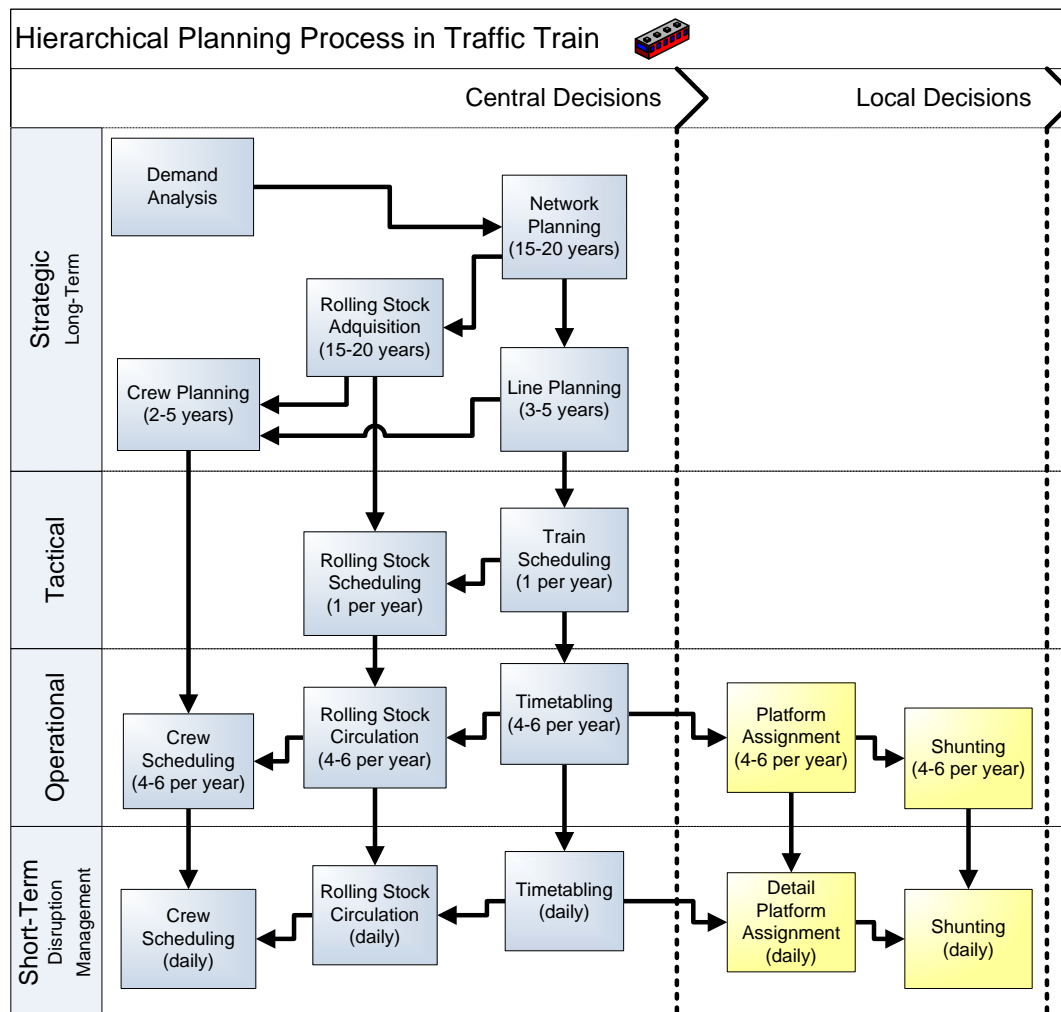 Hierarchical Planning Process in Traffic Train
Central Decisions
Local Decisions
Strategic
Long-Term
Demand
Analysis
Network
Planning
(15-20 years)
Rolling Stock
Adquisition
(15-20 years)
Crew Planning
(2-5 years)
Line Planning
(3-5 years)
Tactical
Rolling Stock
Scheduling
(1 per year)
Train
Scheduling
(1 per year)
Operational
Crew
Scheduling
(4-6 per year)
Rolling Stock
Circulation
(4-6 per year)
Timetabling
(4-6 per year)
Platform
Assignment
(4-6 per year)
Shunting
(4-6 per year)
Short-Term
Disruption
Management
Crew
Scheduling
(daily)
Rolling Stock
Circulation
(daily)
Timetabling
(daily)
Detail
Platform
Assignment
(daily)
Shunting
(daily)